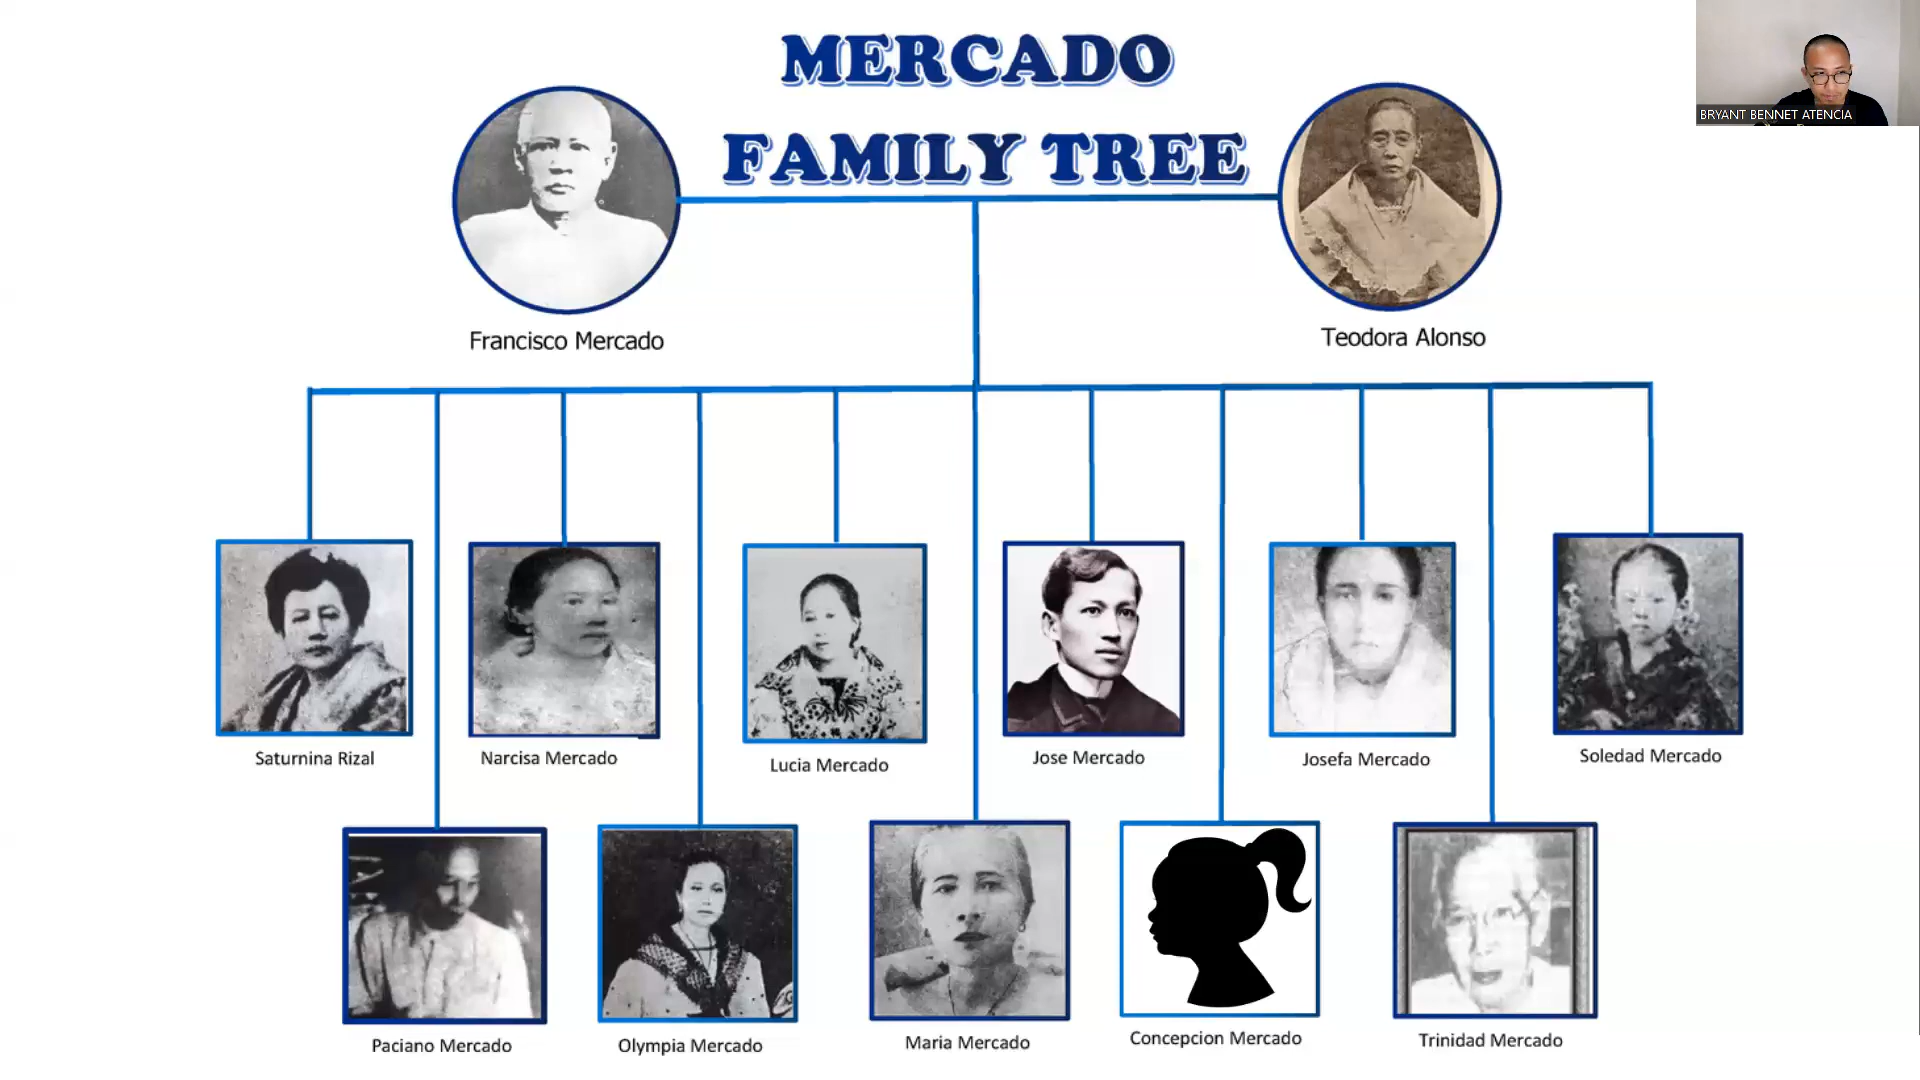 MERCADO
FAMILY TREE
BRYANT BENNET ATENCIA
Francisco Mercado
Teodora Alonso
Saturnina Rizal
Narcisa Mercado
Lucia Mercado
Jose Mercado
Josefa Mercado
Soledad Mercado
Paciano Mercado
Olympia Mercado
Maria Mercado
Concepcion Mercado
Trinidad Mercado